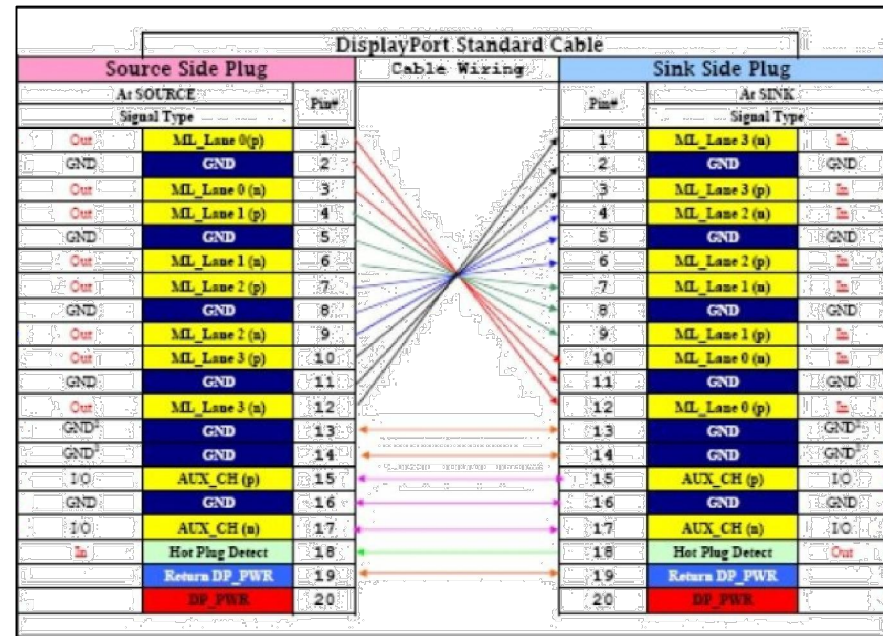 DisplayPort Standard Cable
Source Side Plug Cable Wiring Sink Side Plug
At SOURCE Pin# Pin# At SINK
Signal Type Signal Type
Out ML_Lane 0(p) 1 1 ML_Lane 3 (n) In
GND GND 2 2 GND GND
Out ML_Lane 0 (n) 3 3 ML_Lane 3 (p) In
Out ML_Lane 1 (p) 4 4 ML_Lane 2 (n) In
GND GND 5 5 GND GND
Out ML_Lane 1 (n) 6 6 ML_Lane 2 (p) In
Out ML_Lane 2 (p) 7 7 ML_Lane 1 (n) In
GND GND 8 8 GND GND
Out ML_Lane 2 (n) 9 9 ML_Lane 1 (p) In
Out ML_Lane 3 (p) 10 10 ML_Lane 0 (n) In
GND GND 11 11 GND GND
Out ML_Lane 3 (n) 12 12 ML_Lane 0 (p) In
GND² GND 13 13 GND GND²
GND² GND 14 14 GND GND²
I/O AUX_CH (p) 15 15 AUX_CH (p) I/O
GND GND 16 16 GND GND
I/O AUX_CH (n) 17 17 AUX_CH (n) I/O
In Hot Plug Detect 18 18 Hot Plug Detect Out
Return DP_PWR 19 19 Return DP_PWR
DP_PWR 20 20 DP_PWR